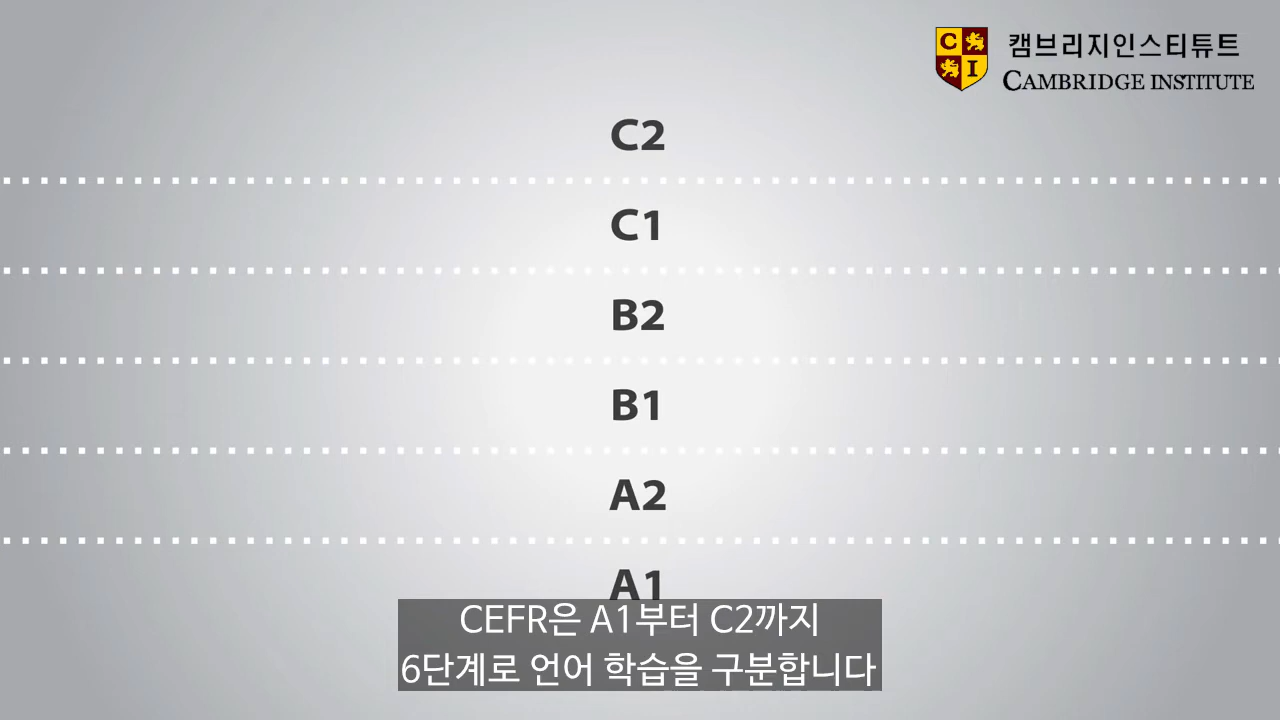 C I
캠브리지인스티튜트
CAMBRIDGE INSTITUTE
C2
C1
B2
B1
A2
A1
CEFR은 A1부터 C2까지
6단계로 언어 학습을 구분합니다